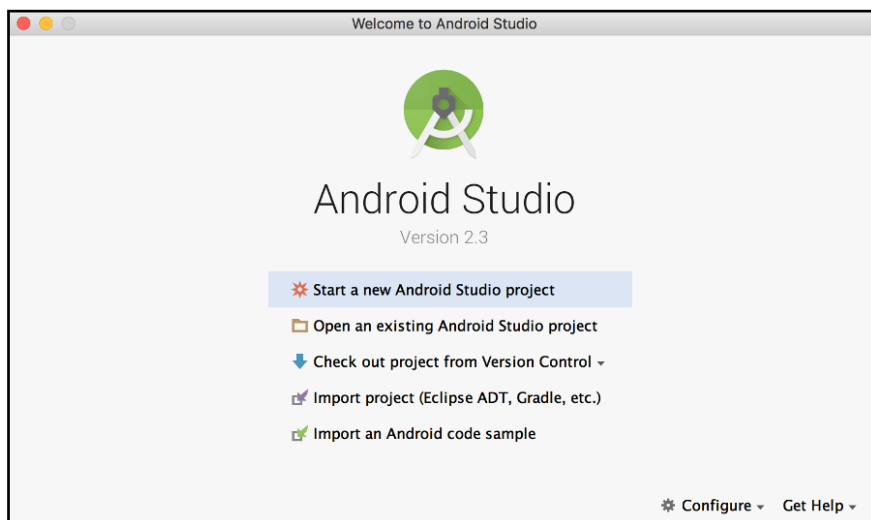 Welcome to Android Studio
Android Studio
Version 2.3
Start a new Android Studio project
Open an existing Android Studio project
Check out project from Version Control
Import project (Eclipse ADT, Gradle, etc.)
Import an Android code sample
Configure Get Help